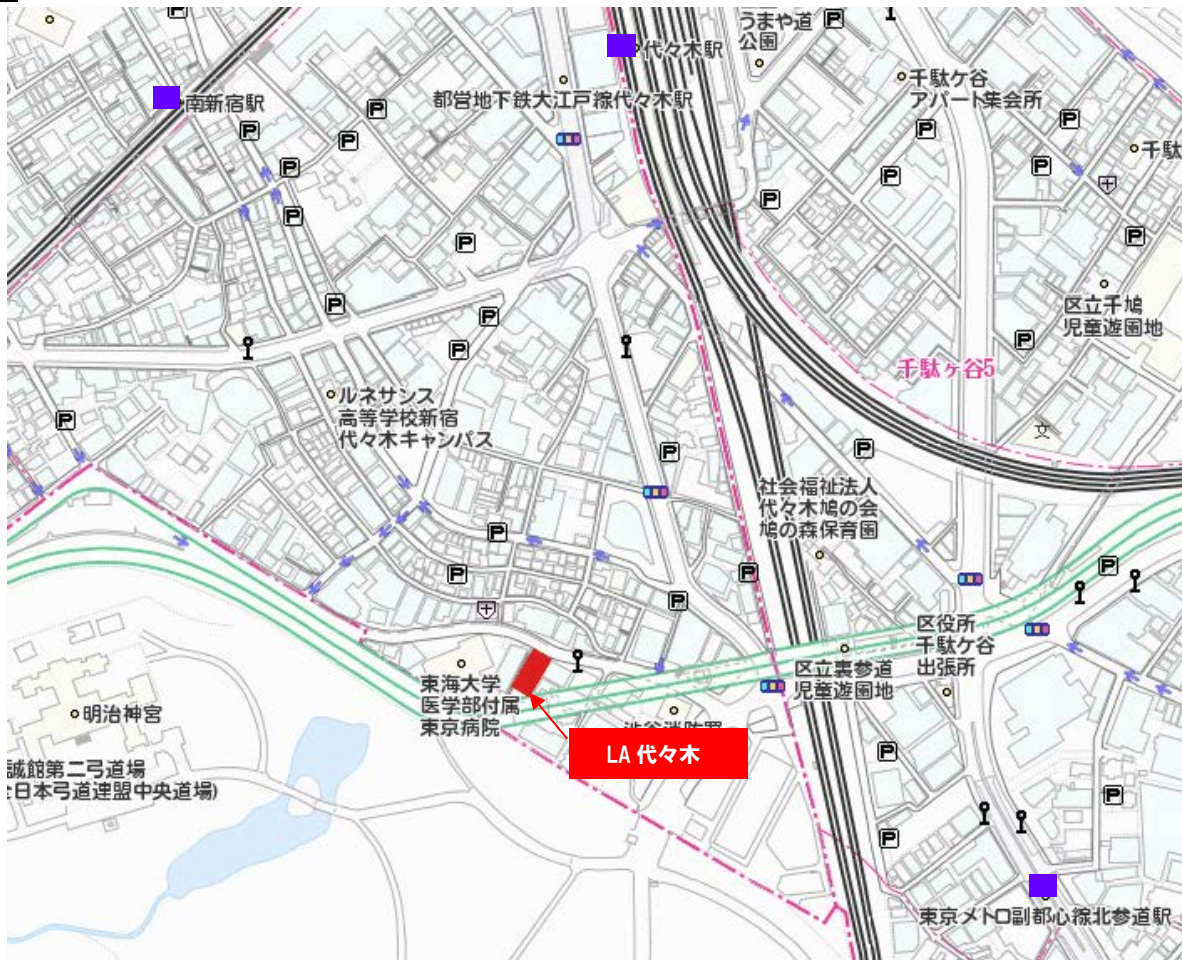 うまや道
公園
代々木駅
南新宿駅
都営地下鉄大江戸線代々木駅
千駄ケ谷
アパート集会所
千駄
区立千鳩
児童遊園地
千駄ヶ谷5
ルネサンス
高等学校新宿
代々木キャンパス
文
社会福祉法人
代々木鳩の会
鳩の森保育園
区役所
千駄ケ谷
出張所
区立裏参道
児童遊園地
東海大学
医学部付属
東京病院
明治神宮
LA 代々木
誠館第二弓道場
日本弓道連盟中央道場)
東京メトロ副都心線北参道駅